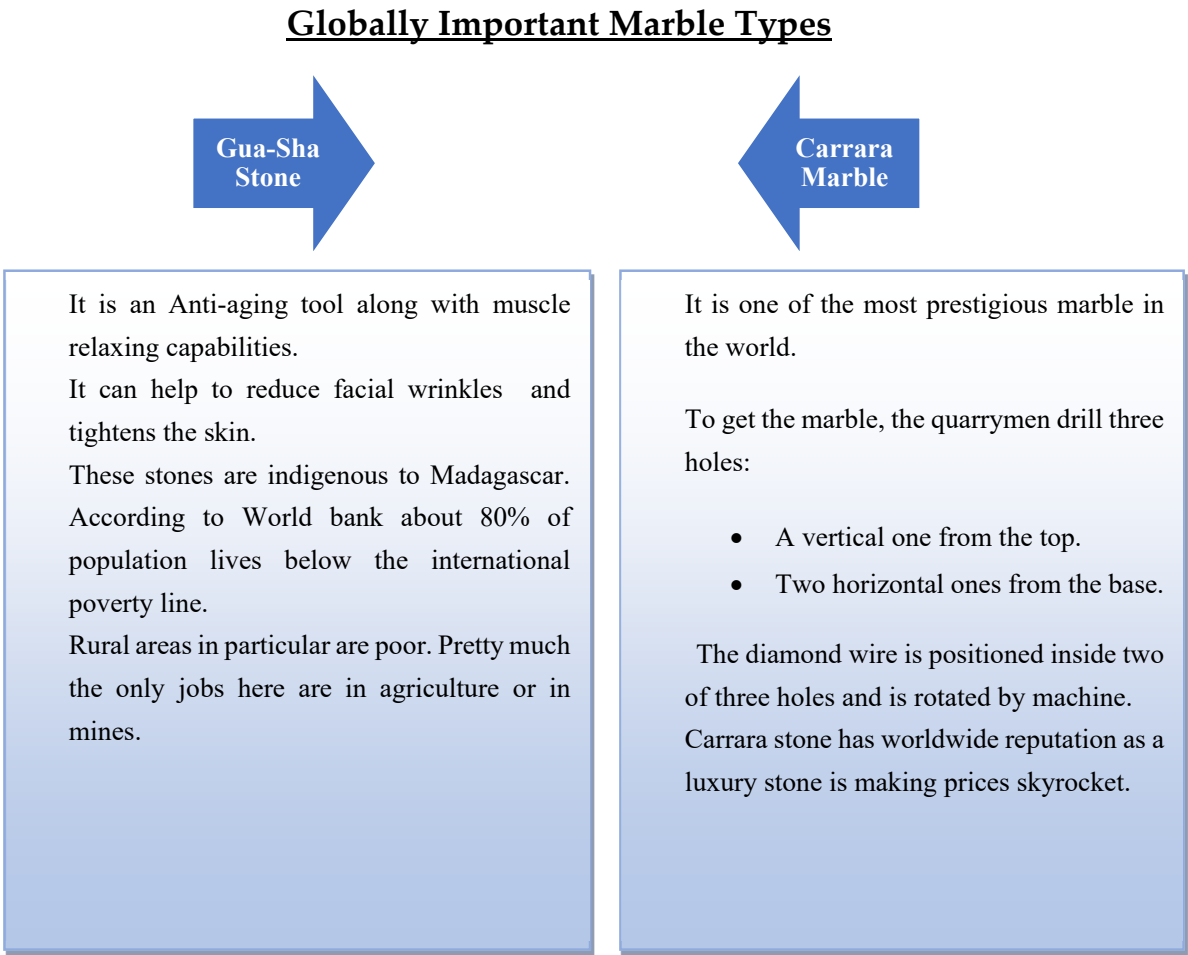 Globally Important Marble Types
Gua-Sha
Stone
It is an Anti-aging tool along with muscle
relaxing capabilities.
It can help to reduce facial wrinkles and
tightens the skin.
These stones are indigenous to Madagascar.
According to World bank about 80% of
population lives below the international
poverty line.
Rural areas in particular are poor. Pretty much
the only jobs here are in agriculture or in
mines.
Carrara
Marble
It is one of the most prestigious marble in
the world.
To get the marble, the quarrymen drill three
holes:
• A vertical one from the top.
• Two horizontal ones from the base.
The diamond wire is positioned inside two
of three holes and is rotated by machine.
Carrara stone has worldwide reputation as a
luxury stone is making prices skyrocket.